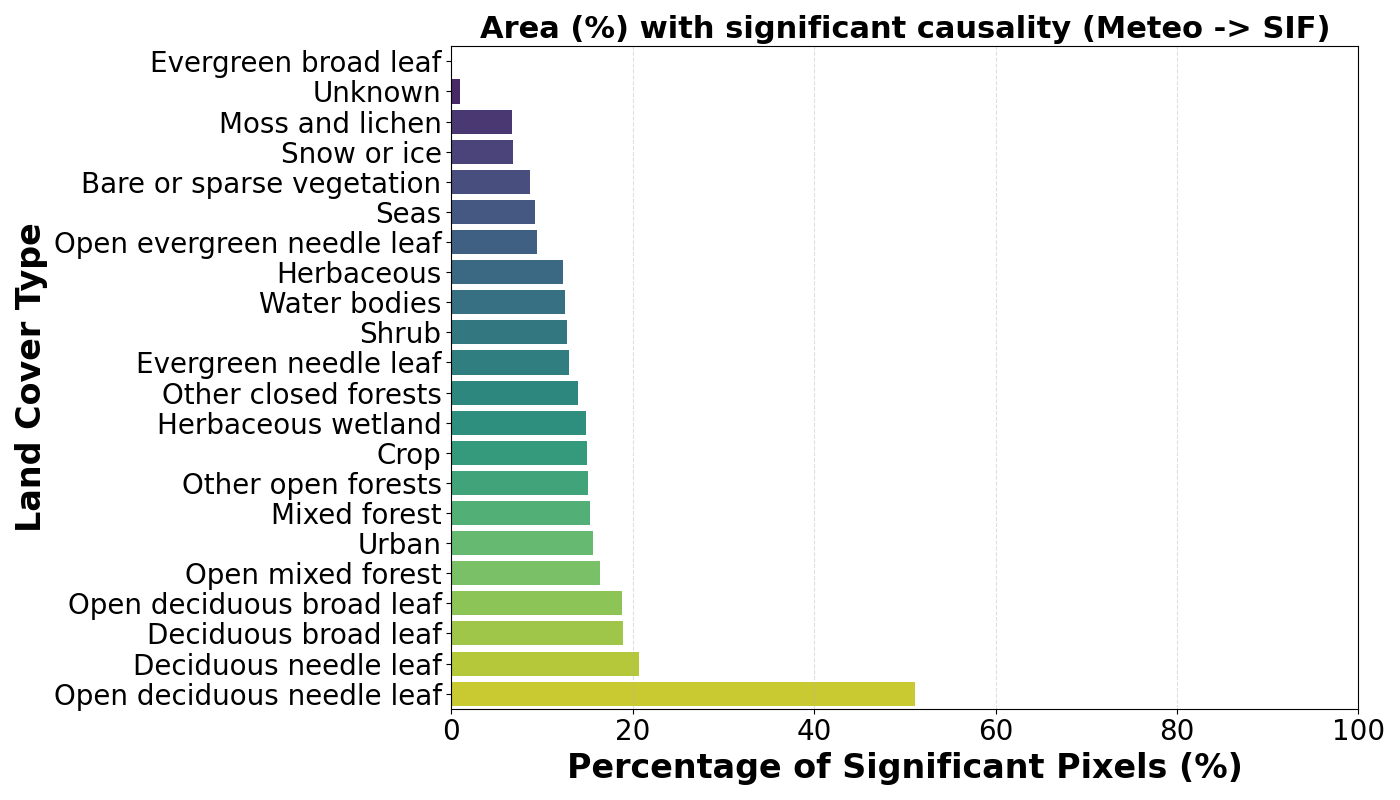 Area (%) with significant causality (Meteo -> SIF)
Land Cover Type
Evergreen broad leaf
Unknown
Moss and lichen
Snow or ice
Bare or sparse vegetation
Seas
Open evergreen needle leaf
Herbaceous
Water bodies
Shrub
Evergreen needle leaf
Other closed forests
Herbaceous wetland
Crop
Other open forests
Mixed forest
Urban
Open mixed forest
Open deciduous broad leaf
Deciduous broad leaf
Deciduous needle leaf
Open deciduous needle leaf
0 20 40 60 80 100
Percentage of Significant Pixels (%)